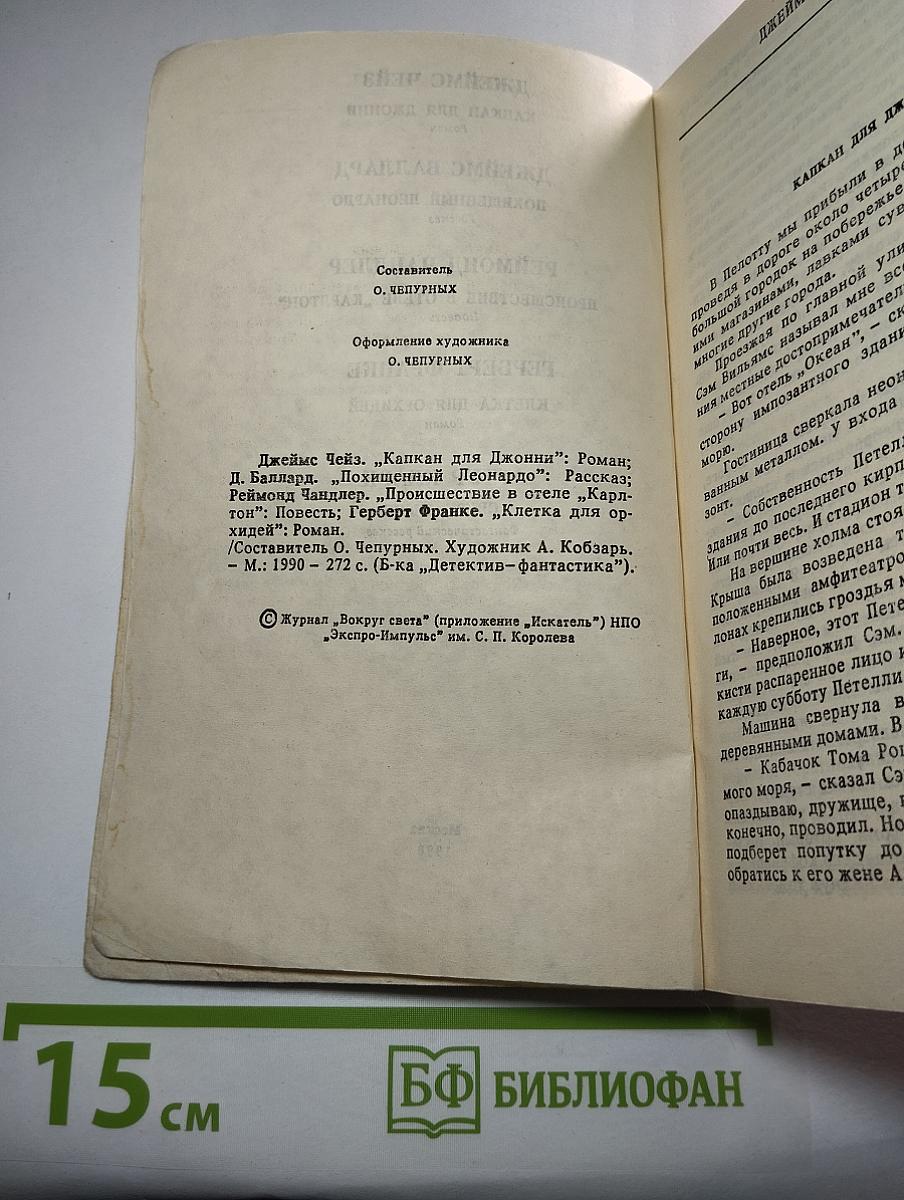 Составитель
О. ЧЕПУРНЫХ
Оформление художника
О. ЧЕПУРНЫХ
Джеймс Чейз. „Капкан для Джонни": Роман;
Д. Баллард. „Похищенный Леонардо": Рассказ;
Реймонд Чандлер. „Происшествие в отеле „Карл-
тон": Повесть; Герберт Франке. „Клетка для ор-
хидей": Роман.
/Составитель О. Чепурных. Художник А. Кобзарь.
– М.: 1990 – 272 с. (Б-ка „Детектив–фантастика").
© Журнал „Вокруг света" (приложение „Искатель") НПО
„Экспро-Импульс" им. С. П. Королева
ДЖЕЙМ
КАПКАН ДЛЯ ДЖ
В Пелотту мы прибыли в д
проведя в дороге около четыре
большой городок на побережье
ими магазинами, лавками сув
многие другие города.
Проезжая по главной ули
Сэм Вильямс называл мне все
ния местные достопримечател
– Вот отель „Океан", – ск
сторону импозантного здани
морю.
Гостиница сверкала неон
ванным металлом. У входа
зонт.
– Собственность Петелл
здания до последнего кирп
Или почти весь. И стадион т
На вершине холма стоя
Крыша была возведена т
положенными амфитеатро
лонах крепились гроздья м
– Наверное, этот Пете
ги, – предположил Сэм.
кисти распаренное лицо и
каждую субботу Петелли
Машина свернула в
деревянными домами. В
– Кабачок Тома Рош
мого моря, – сказал Сэ
опаздываю, дружище,
конечно, проводил. Но
подберет попутку до
обратись к его жене А
15 см
БФ БИБЛИОФАН